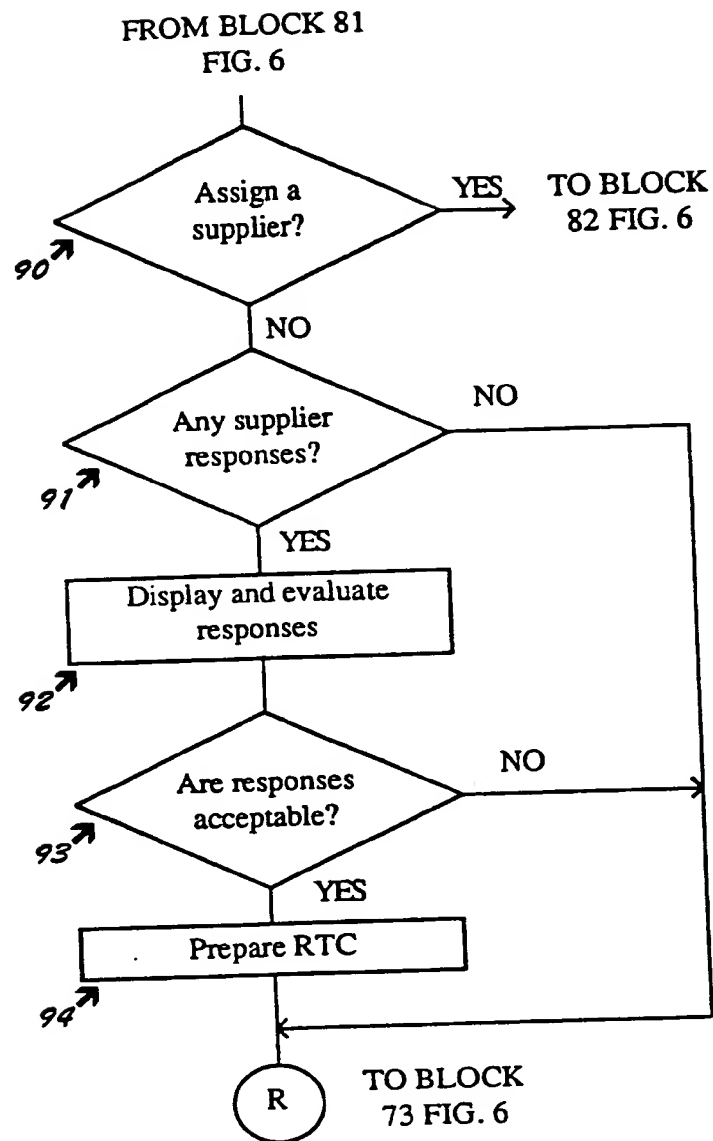 FROM BLOCK 81
FIG. 6
Assign a
supplier?
YES
TO BLOCK
82 FIG. 6
90
NO
Any supplier
responses?
NO
91
YES
Display and evaluate
responses
92
Are responses
acceptable?
NO
93
YES
Prepare RTC
94
R
TO BLOCK
73 FIG. 6